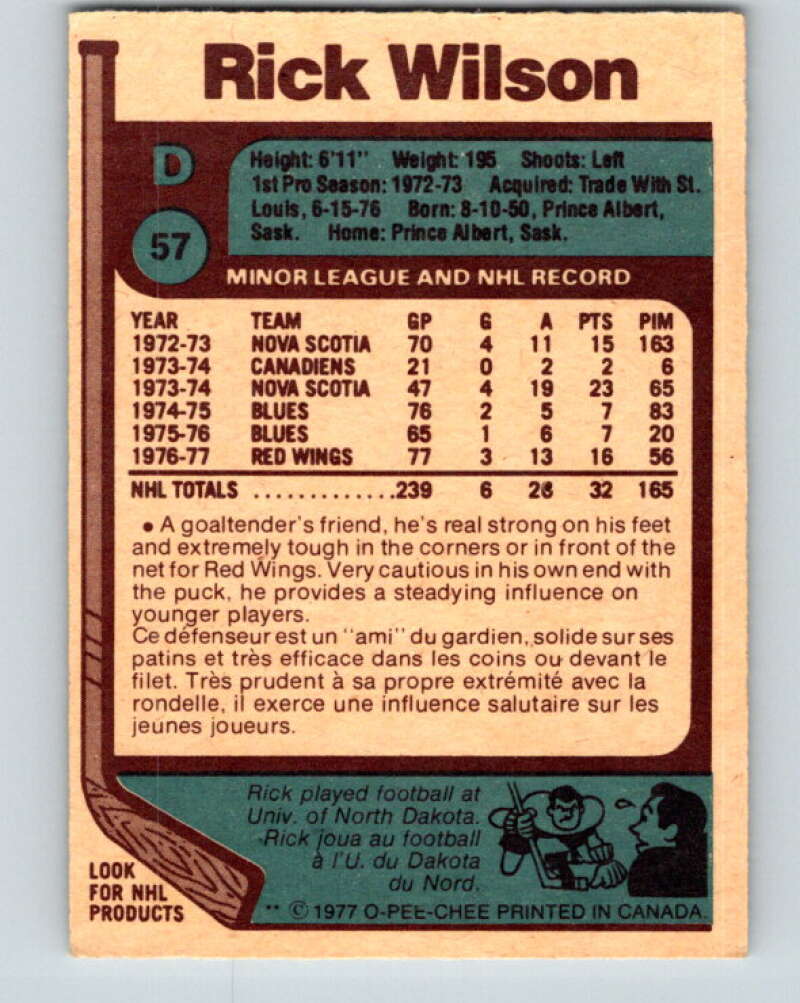 Rick Wilson
D
57
Height: 6'11" Weight: 195 Shoots: Left
1st Pro Season: 1972-73 Acquired: Trade With St.
Louis, 6-15-76 Born: 8-10-50, Prince Albert,
Sask. Home: Prince Albert, Sask.
MINOR LEAGUE AND NHL RECORD
YEAR TEAM GP G A PTS PIM
1972-73 NOVA SCOTIA 70 4 11 15 163
1973-74 CANADIENS 21 0 2 2 6
1973-74 NOVA SCOTIA 47 4 19 23 65
1974-75 BLUES 76 2 5 7 83
1975-76 BLUES 65 1 6 7 20
1976-77 RED WINGS 77 3 13 16 56
NHL TOTALS .............239 6 26 32 165
• A goaltender's friend, he's real strong on his feet
and extremely tough in the corners or in front of the
net for Red Wings. Very cautious in his own end with
the puck, he provides a steadying influence on
younger players.
Ce défenseur est un "ami" du gardien, solide sur ses
patins et très efficace dans les coins ou devant le
filet. Très prudent à sa propre extrémité avec la
rondelle, il exerce une influence salutaire sur les
jeunes joueurs.
Rick played football at
Univ. of North Dakota.
Rick joua au football
à l'U. du Dakota
du Nord.
LOOK
FOR NHL
PRODUCTS
** © 1977 O-PEE-CHEE PRINTED IN CANADA.